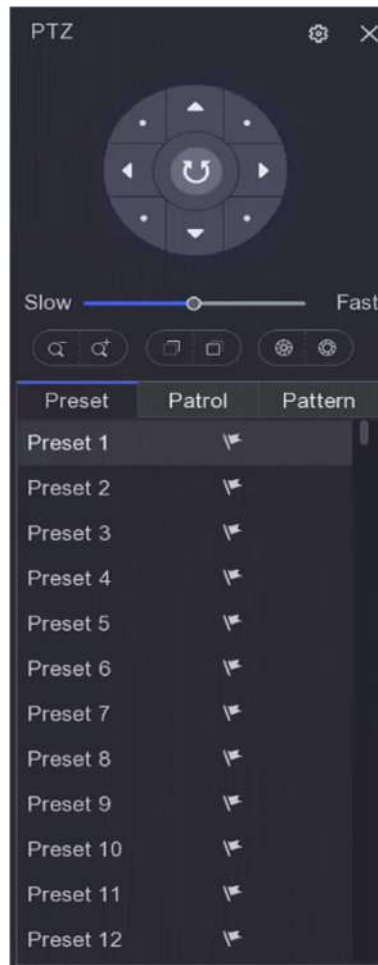 PTZ
Slow Fast
Preset Patrol Pattern
Preset 1
Preset 2
Preset 3
Preset 4
Preset 5
Preset 6
Preset 7
Preset 8
Preset 9
Preset 10
Preset 11
Preset 12